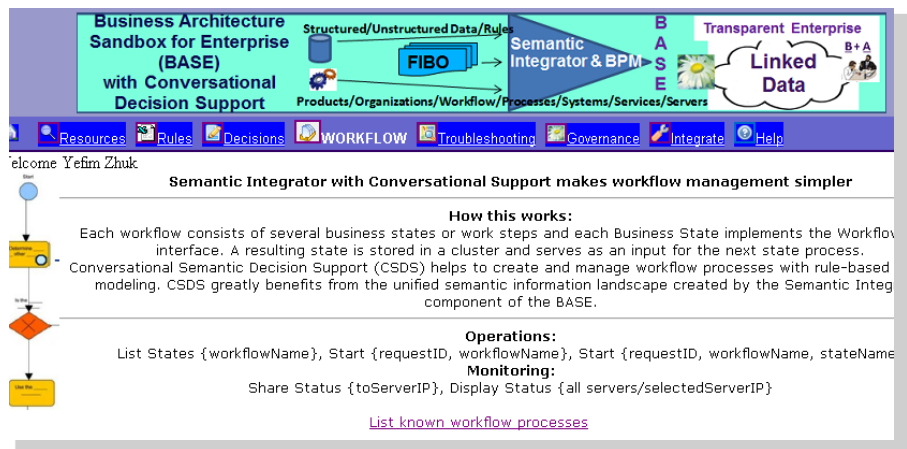 Business Architecture
Sandbox for Enterprise
(BASE)
with Conversational
Decision Support
Structured/Unstructured Data/Rules
FIBO
Products/Organizations/Workflow/Processes/Systems/Services/Servers
Semantic
Integrator & BPM
B
A
S
E
Transparent Enterprise
Linked
Data
B + A
Resources Rules Decisions WORKFLOW Troubleshooting Governance Integrate Help
elcome Yefim Zhuk
Start
Semantic Integrator with Conversational Support makes workflow management simpler
How this works:
Each workflow consists of several business states or work steps and each Business State implements the Workflo
interface. A resulting state is stored in a cluster and serves as an input for the next state process.
Conversational Semantic Decision Support (CSDS) helps to create and manage workflow processes with rule-based
modeling. CSDS greatly benefits from the unified semantic information landscape created by the Semantic Integ
component of the BASE.
Operations:
List States {workflowName}, Start {requestID, workflowName}, Start {requestID, workflowName, stateName
Monitoring:
Share Status {toServerIP}, Display Status {all servers/selectedServerIP}
List known workflow processes